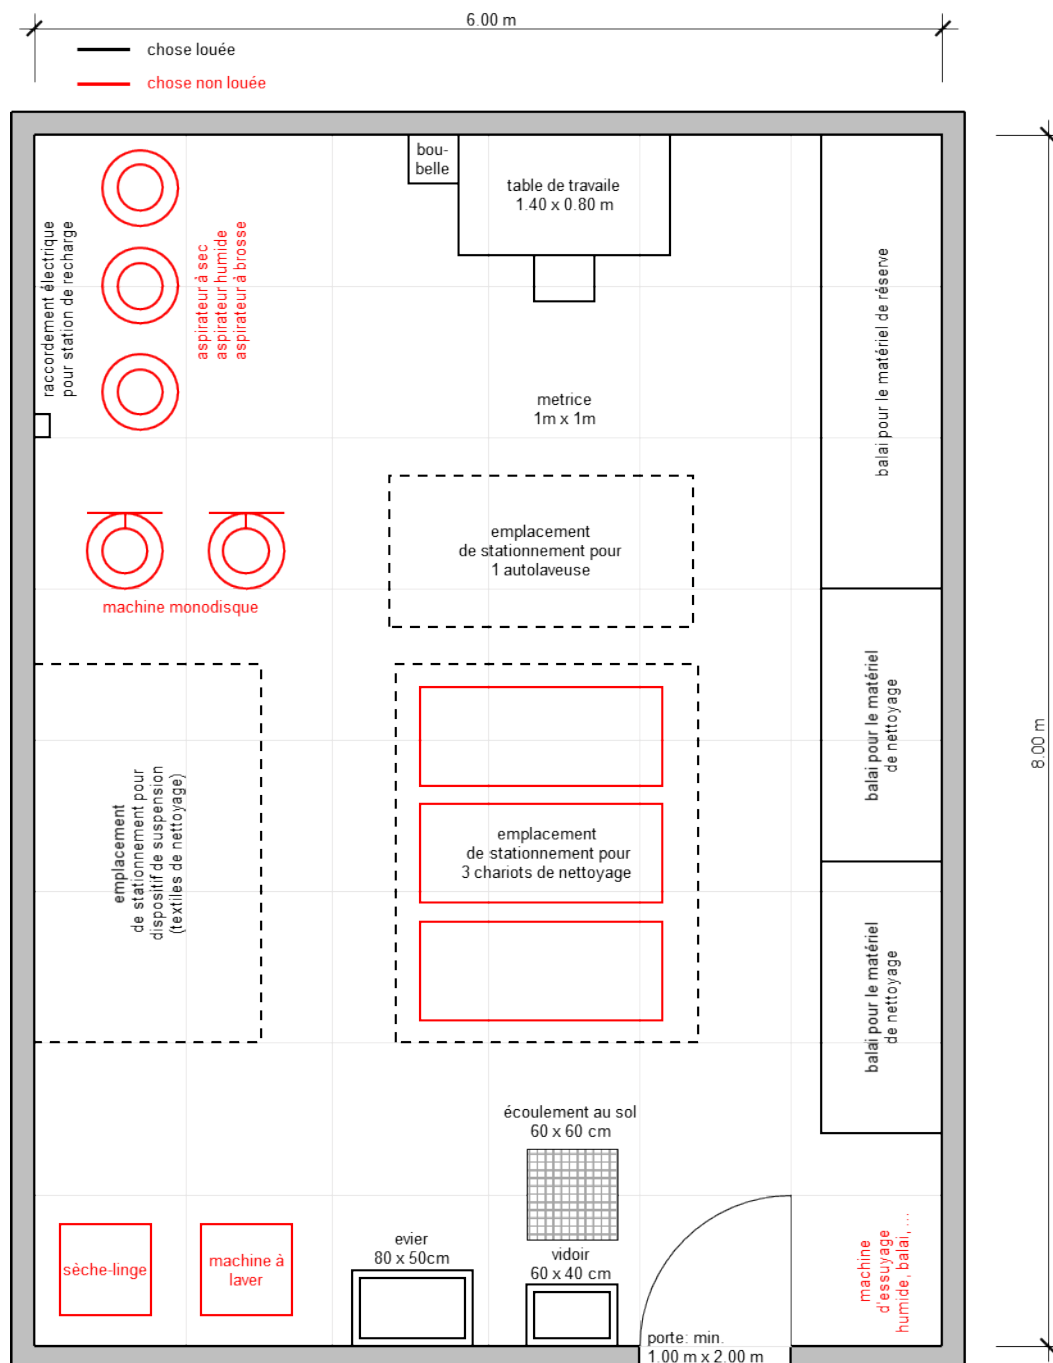 6.00 m
chose louée
chose non louée
bou-
belle
table de travaile
1.40 x 0.80 m
raccordement électrique
pour station de recharge
aspirateur à sec
aspirateur humide
aspirateur à brosse
balai pour le matériel de réserve
metrice
1m x 1m
emplacement
de stationnement pour
1 autolaveuse
machine monodisque
balai pour le matériel
de nettoyage
8.00 m
emplacement
de stationnement pour
dispositif de suspension
(textiles de nettoyage)
emplacement
de stationnement pour
3 chariots de nettoyage
balai pour le matériel
de nettoyage
écoulement au sol
60 x 60 cm
sèche-linge
machine à
laver
evier
80 x 50cm
vidoir
60 x 40 cm
machine
d'essuyage
humide, balai, ...
porte: min.
1.00 m x 2.00 m